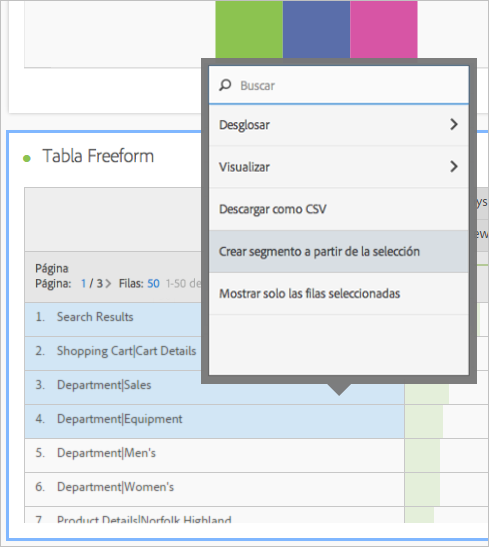 Buscar
Desglosar
Visualizar
Descargar como CSV
Crear segmento a partir de la selección
Mostrar solo las filas seleccionadas
Tabla Freeform
Página
Página: 1 / 3 Filas: 50 1-50 de
1. Search Results
2. Shopping Cart|Cart Details
3. Department|Sales
4. Department|Equipment
5. Department|Men's
6. Department|Women's
7. Product Details|Norfolk Highland